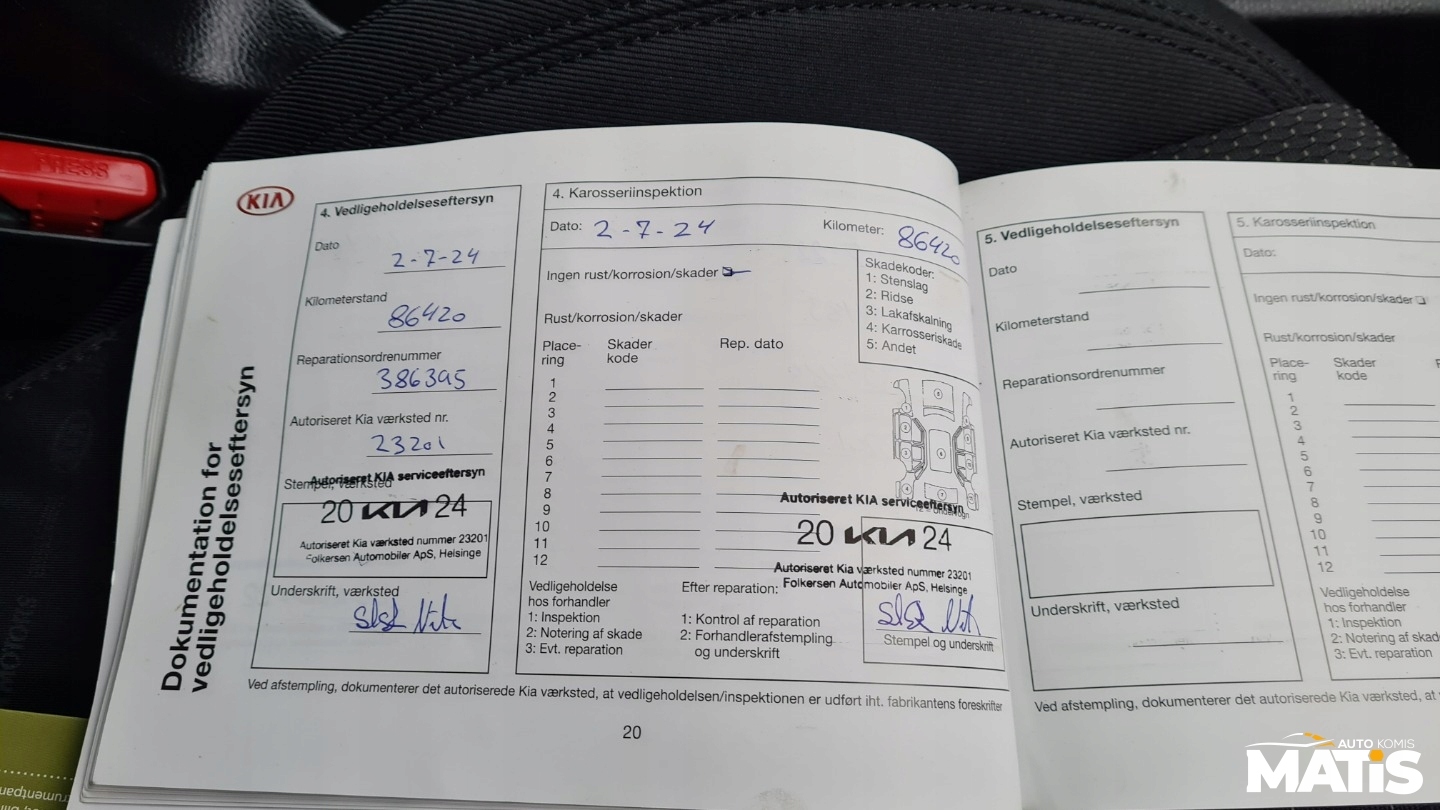 PRESS
KIA
Dokumentation for
vedligeholdelseseftersyn
4. Vedligeholdelseseftersyn
Dato
2-7-24
Kilometerstand
86420
Reparationsordrenummer
386395
Autoriseret Kia værksted nr.
23201
Stempel, værksted
Autoriseret KIA serviceeftersyn
20 KIA 24
Autoriseret Kia værksted nummer 23201
Folkersen Automobiler ApS, Helsinge
Underskrift, værksted
4. Karosseriinspektion
Dato: 2-7-24
Kilometer: 86420
Ingen rust/korrosion/skader
Skadekoder:
1: Stenslag
2: Ridse
3: Lakafskalning
4: Karrosseriskade
5: Andet
Rust/korrosion/skader
Place-
ring
Skader
kode
Rep. dato
1
2
3
4
5
6
7
8
9
10
11
12
Autoriseret KIA serviceeftersyn
20 KIA 24
Autoriseret Kia værksted nummer 23201
Folkersen Automobiler ApS, Helsinge
Vedligeholdelse
hos forhandler
1: Inspektion
2: Notering af skade
3: Evt. reparation
Efter reparation:
1: Kontrol af reparation
2: Forhandlerafstempling
og underskrift
Stempel og underskrift
Ved afstempling, dokumenterer det autoriserede Kia værksted, at vedligeholdelsen/inspektionen er udført iht. fabrikantens foreskrifter
20
5. Vedligeholdelseseftersyn
Dato
Kilometerstand
Reparationsordrenummer
Autoriseret Kia værksted nr.
Stempel, værksted
Underskrift, værksted
5. Karosseriinspektion
Dato:
Ingen rust/korrosion/skader
Rust/korrosion/skader
Place-
ring
Skader
kode
1
2
3
4
5
6
7
8
9
10
11
12
Vedligeholdelse
hos forhandler
1: Inspektion
2: Notering af skad
3: Evt. reparation
Ved afstempling, dokumenterer det autoriserede Kia værksted, at
AUTO KOMIS
MATiS